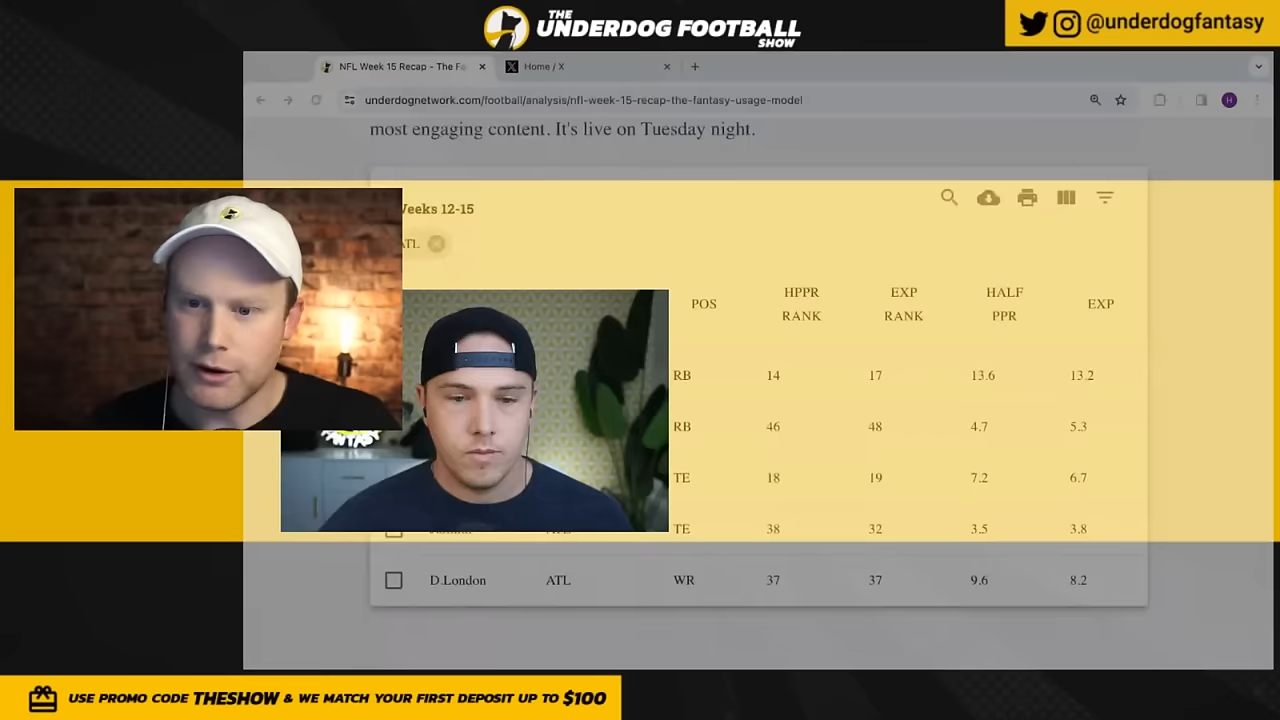 THE
UNDERDOG FOOTBALL
SHOW
@underdogfantasy
NFL Week 15 Recap - The Fa
Home / X
underdognetwork.com/football/analysis/nfl-week-15-recap-the-fantasy-usage-model
H
most engaging content. It's live on Tuesday night.
Weeks 12-15
ATL
POS HPPR RANK EXP RANK HALF PPR EXP
RB 14 17 13.6 13.2
RB 46 48 4.7 5.3
TE 18 19 7.2 6.7
TE 38 32 3.5 3.8
D.London ATL WR 37 37 9.6 8.2
USE PROMO CODE THESHOW & WE MATCH YOUR FIRST DEPOSIT UP TO $100